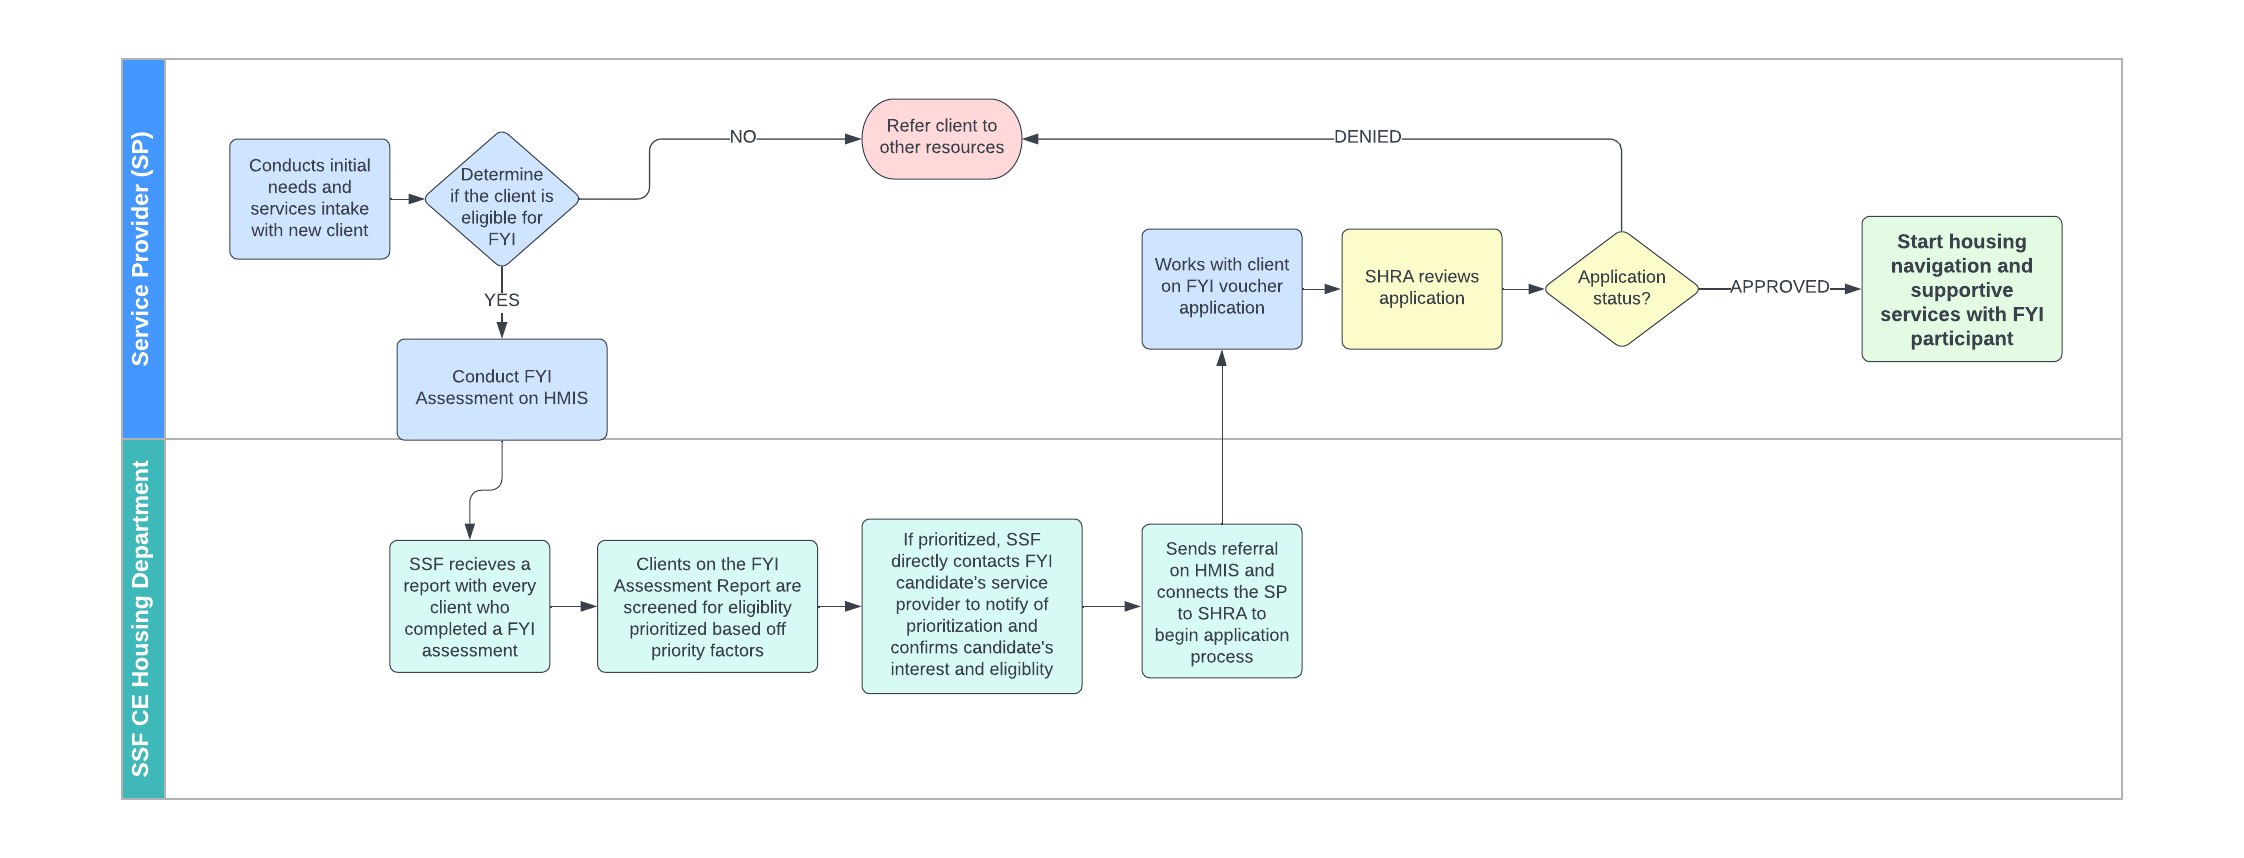 Service Provider (SP)
Conducts initial
needs and
services intake
with new client
Determine
if the client is
eligible for
FYI
NO
YES
Refer client to
other resources
DENIED
Conduct FYI
Assessment on HMIS
Works with client
on FYI voucher
application
SHRA reviews
application
Application
status?
APPROVED
Start housing
navigation and
supportive
services with FYI
participant
SSF CE Housing Department
SSF recieves a
report with every
client who
completed a FYI
assessment
Clients on the FYI
Assessment Report are
screened for eligiblity
prioritized based off
priority factors
If prioritized, SSF
directly contacts FYI
candidate's service
provider to notify of
prioritization and
confirms candidate's
interest and eligiblity
Sends referral
on HMIS and
connects the SP
to SHRA to
begin application
process